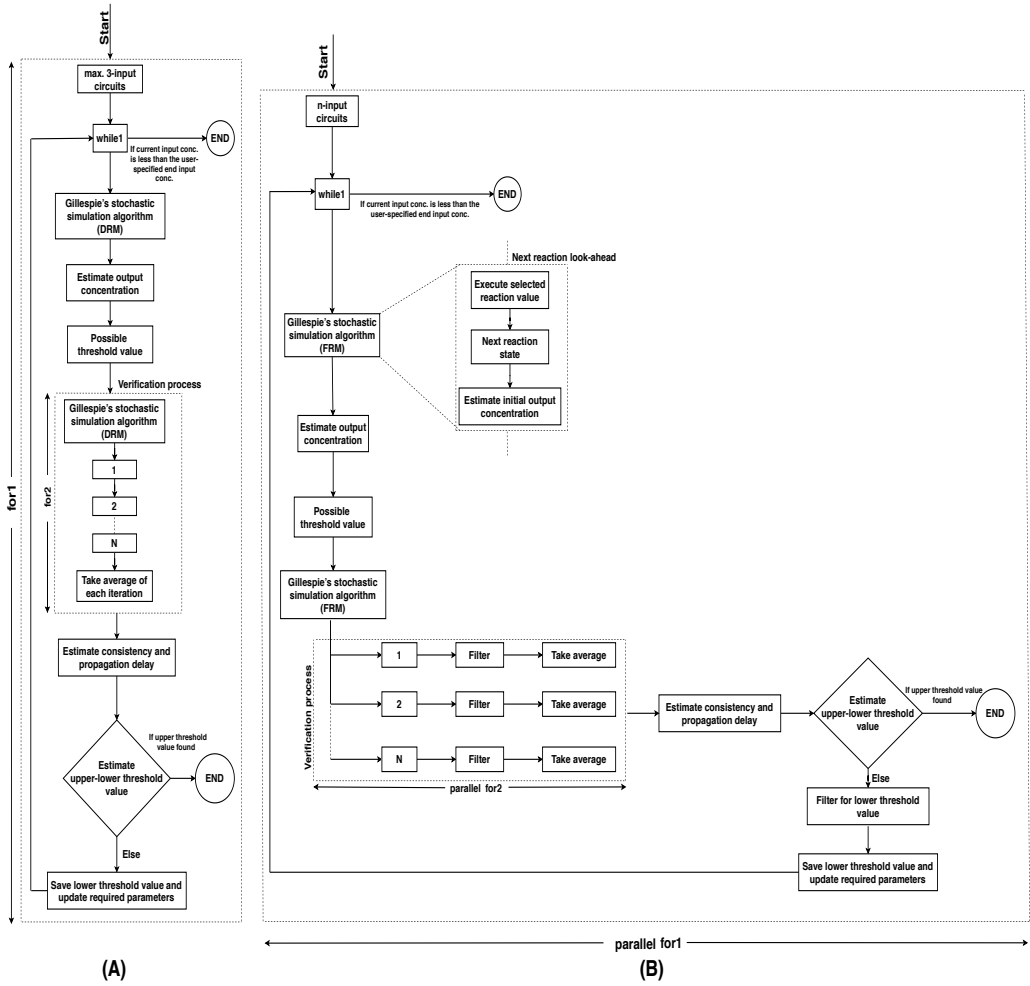 Start
max. 3-input
circuits
while1
END
If current input conc.
is less than the user-
specified end input
conc.
Gillespie's stochastic
simulation algorithm
(DRM)
Estimate output
concentration
Possible
threshold value
Verification process
Gillespie's stochastic
simulation algorithm
(DRM)
1
2
N
Take average of
each iteration
for2
for1
Estimate consistency and
propagation delay
If upper threshold
value found
Estimate
upper-lower threshold
value
END
Else
Save lower threshold value and
update required parameters
(A)
Start
n-input
circuits
while1
END
If current input conc. is less than the
user-specified end input conc.
Next reaction look-ahead
Execute selected
reaction value
Next reaction
state
Estimate initial output
concentration
Gillespie's stochastic
simulation algorithm
(FRM)
Estimate output
concentration
Possible
threshold value
Gillespie's stochastic
simulation algorithm
(FRM)
Verification process
1
Filter
Take average
2
Filter
Take average
N
Filter
Take average
parallel for2
Estimate consistency and
propagation delay
Estimate
upper-lower threshold
value
If upper threshold value
found
END
Else
Filter for lower threshold
value
Save lower threshold value and
update required parameters
parallel for1
(B)